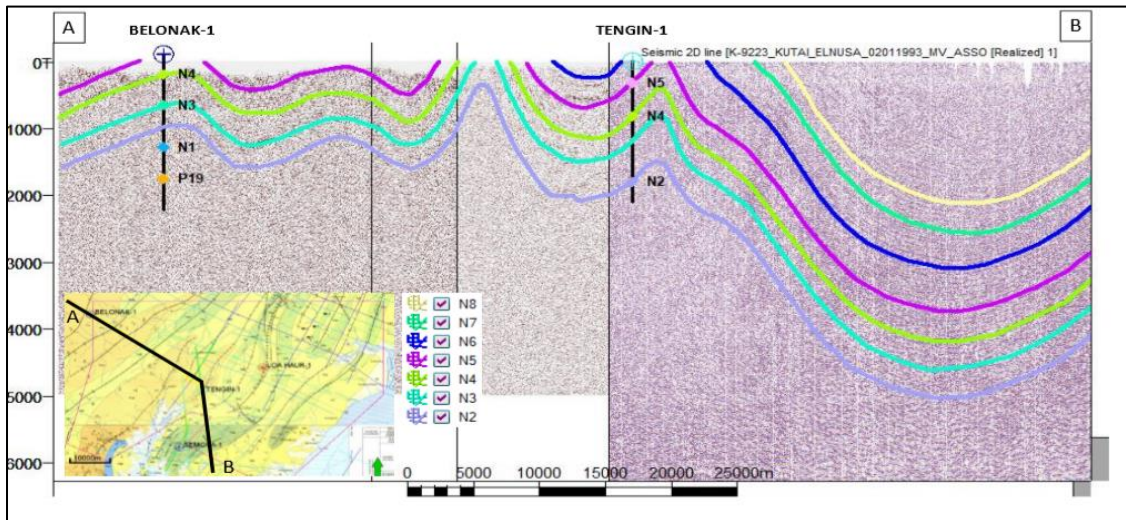 A
BELONAK-1
TENGIN-1
B
Seismic 2D line [K-9223_KUTAI_ELNUSA_02011993_MV_ASSO [Realized] 1]
0
1000
2000
3000
4000
5000
6000
N4
N3
N1
P19
N5
N4
N2
A
BELONAK-1
TENGIN-1
B
10000m
N8
N7
N6
N5
N4
N3
N2
0 5000 10000 15000 20000 25000m